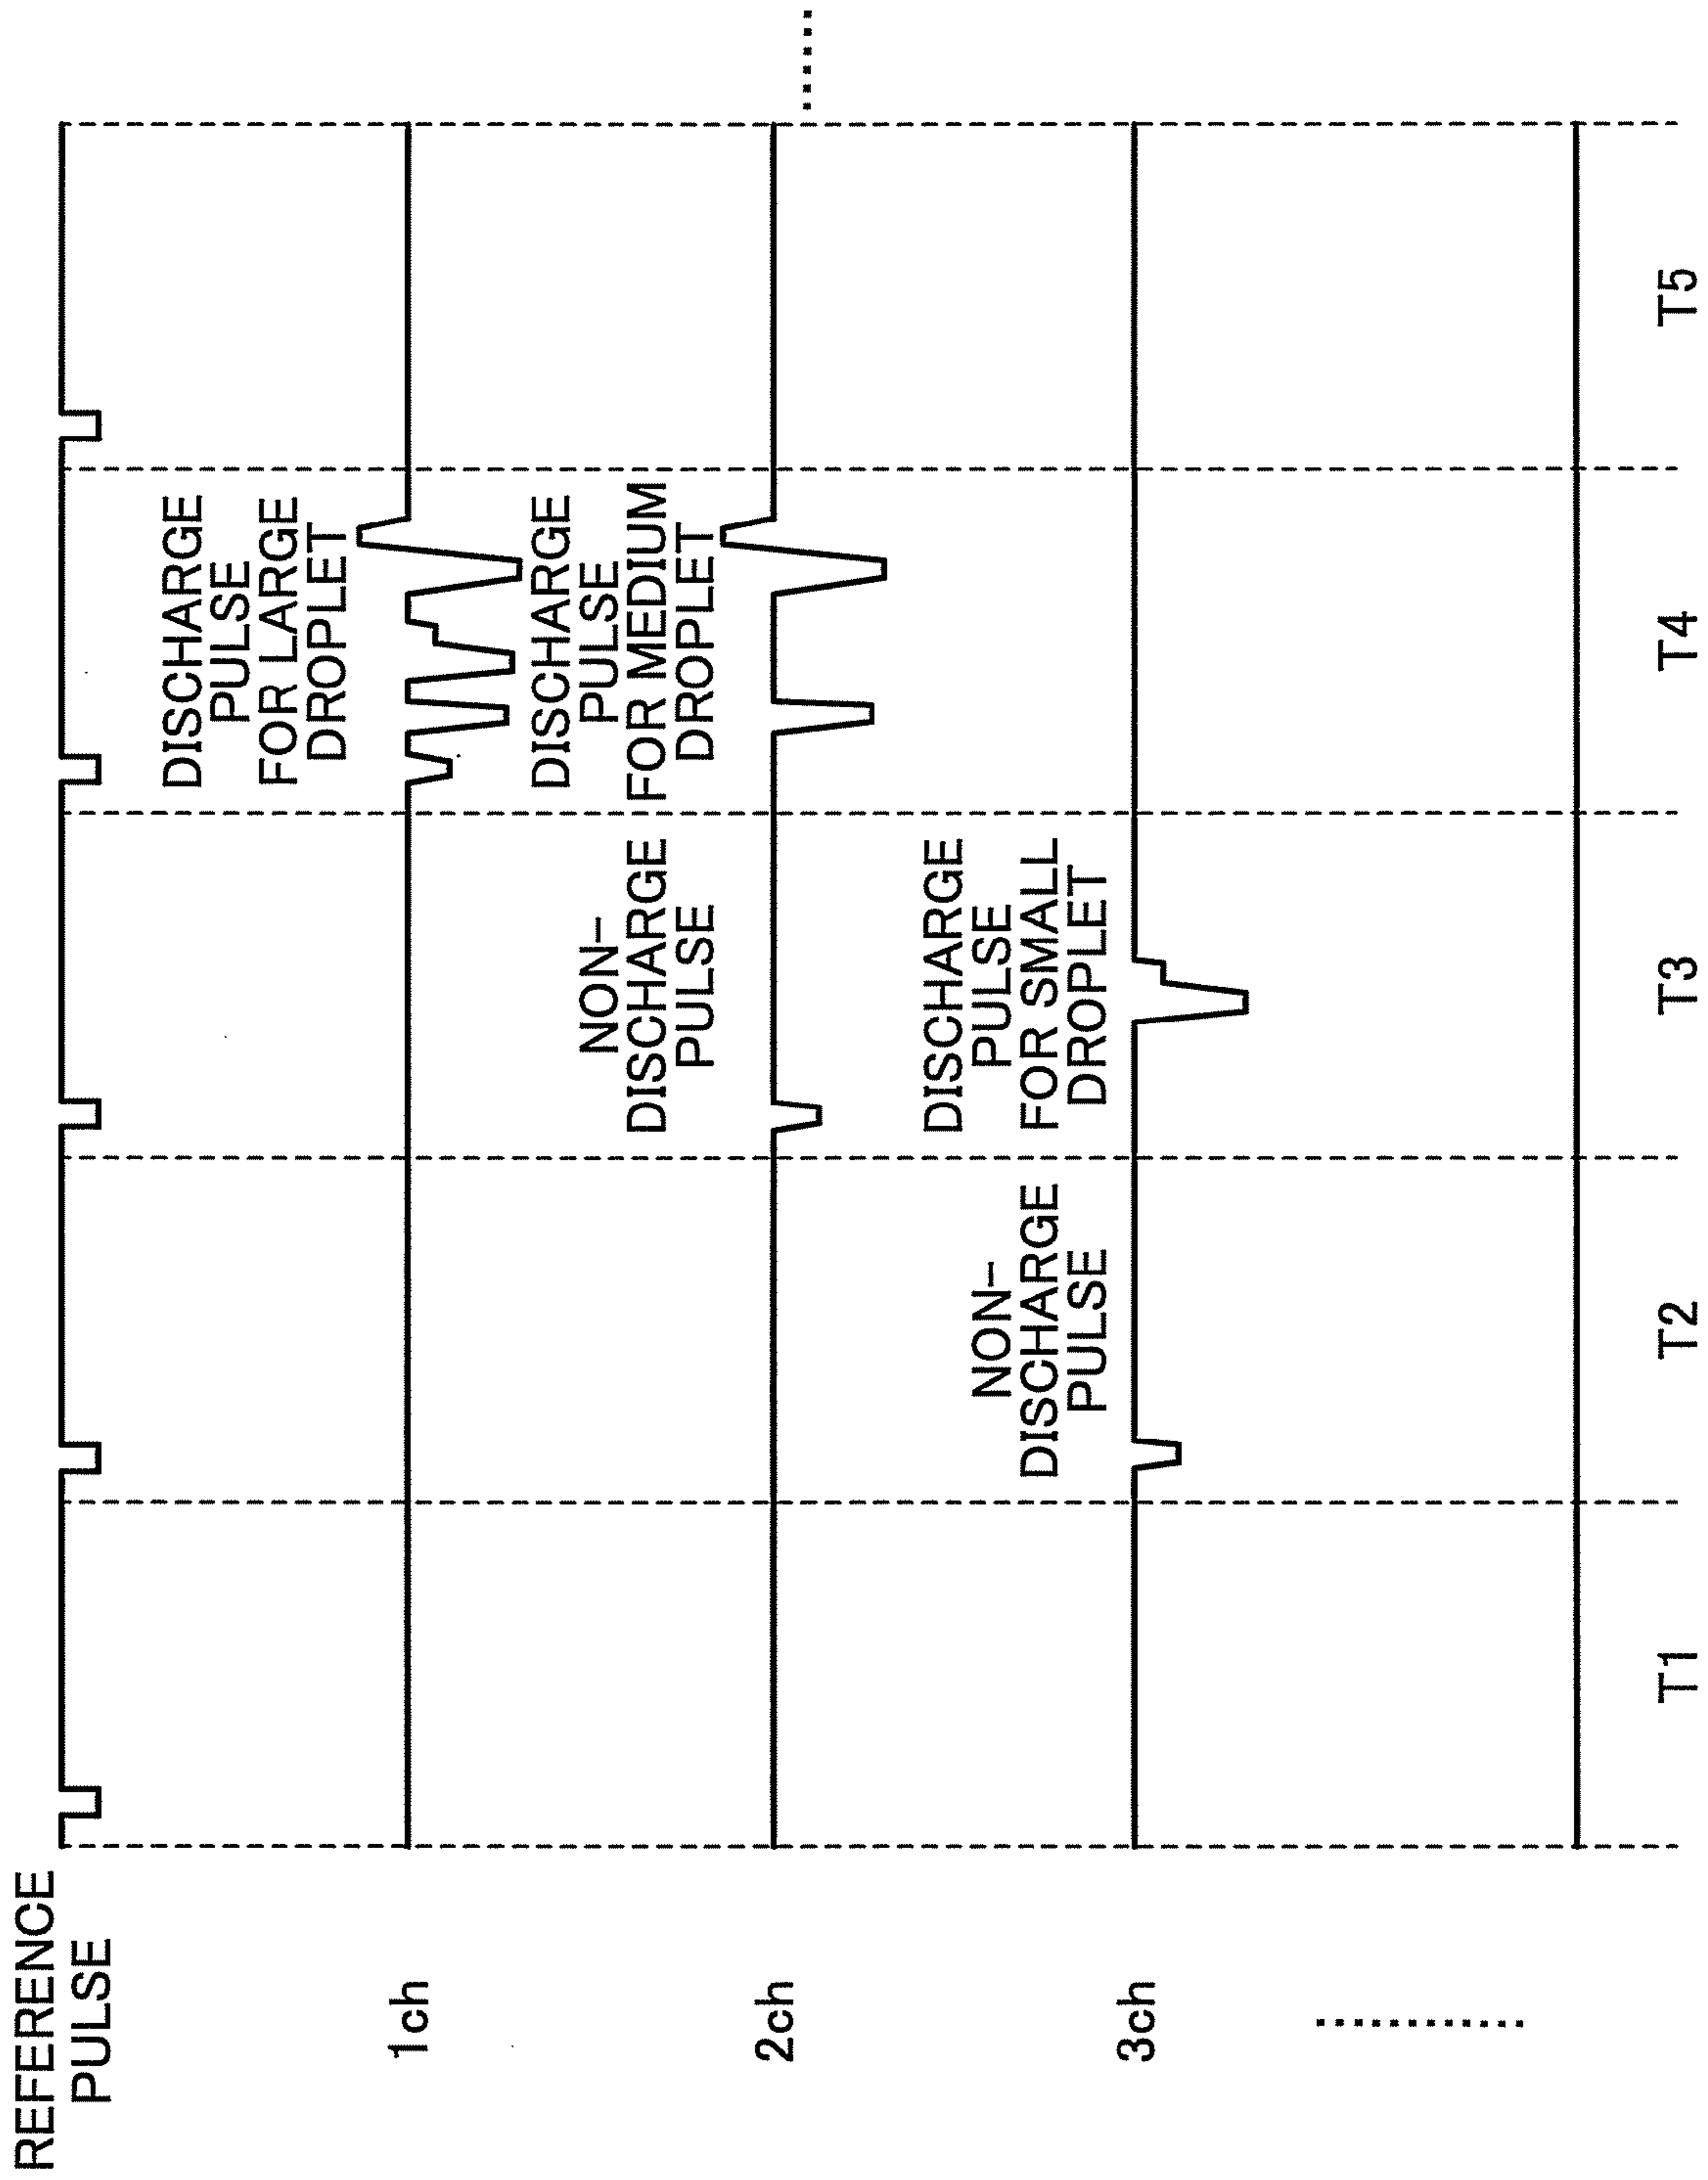 REFERENCE
PULSE
1ch
DISCHARGE
PULSE
FOR LARGE
DROPLET
2ch
NON-
DISCHARGE
PULSE
DISCHARGE
PULSE
FOR MEDIUM
DROPLET
3ch
NON-
DISCHARGE
PULSE
DISCHARGE
PULSE
FOR SMALL
DROPLET
T1
T2
T3
T4
T5